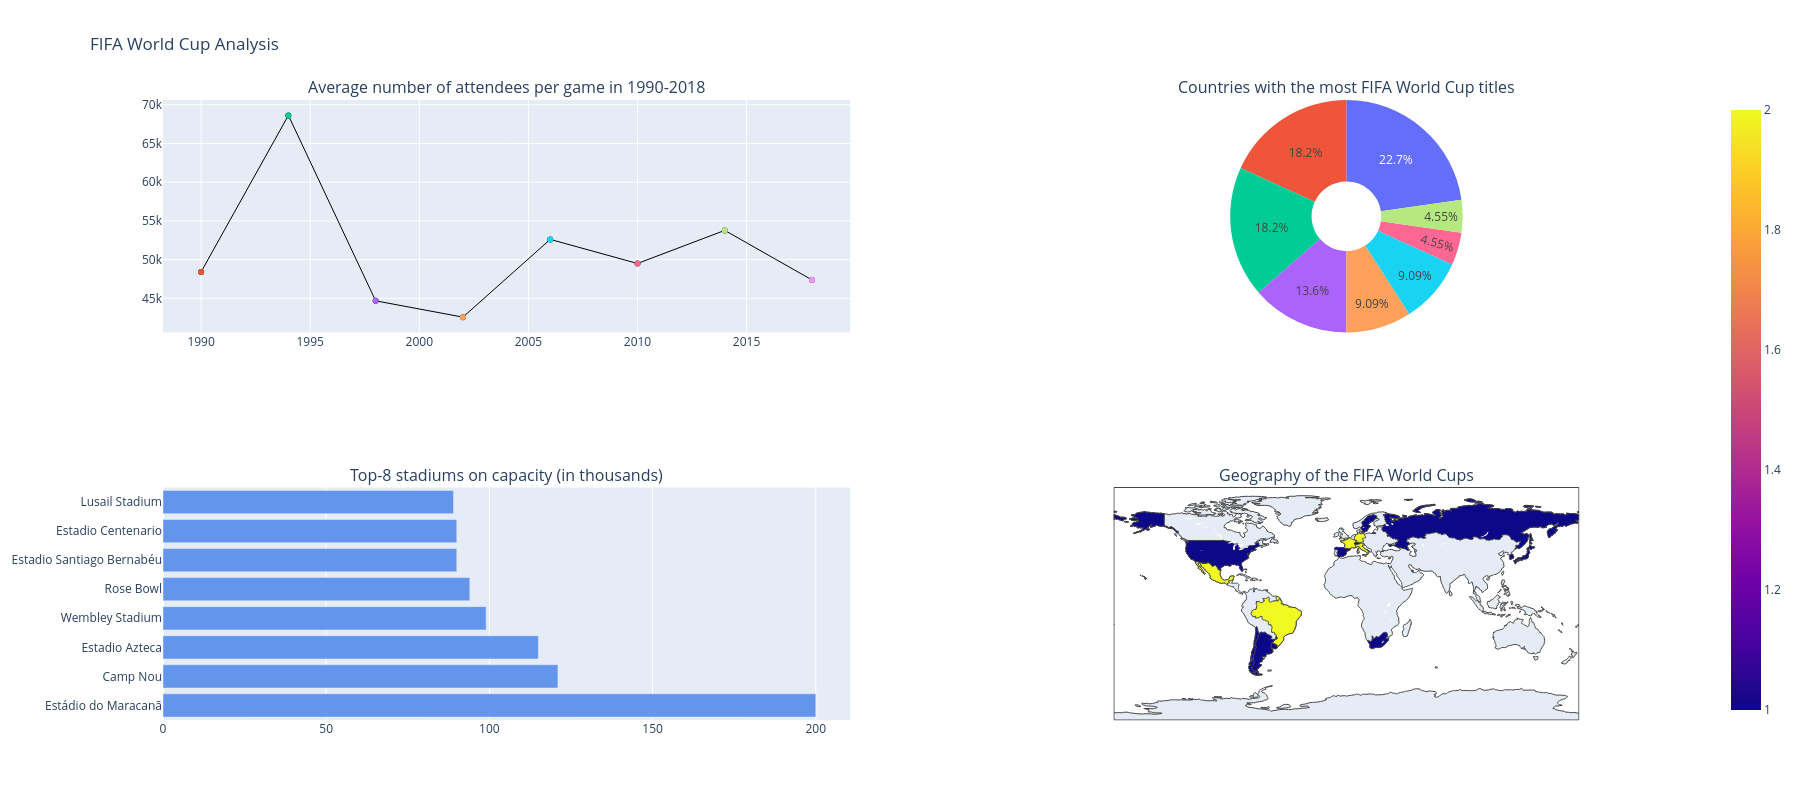 FIFA World Cup Analysis
Average number of attendees per game in 1990-2018
70k
65k
60k
55k
50k
45k
1990
1995
2000
2005
2010
2015
Countries with the most FIFA World Cup titles
18.2%
22.7%
18.2%
4.55%
4.55%
9.09%
13.6%
9.09%
2
1.8
1.6
1.4
1.2
1
Top-8 stadiums on capacity (in thousands)
Lusail Stadium
Estadio Centenario
Estadio Santiago Bernabéu
Rose Bowl
Wembley Stadium
Estadio Azteca
Camp Nou
Estádio do Maracanã
0
50
100
150
200
Geography of the FIFA World Cups